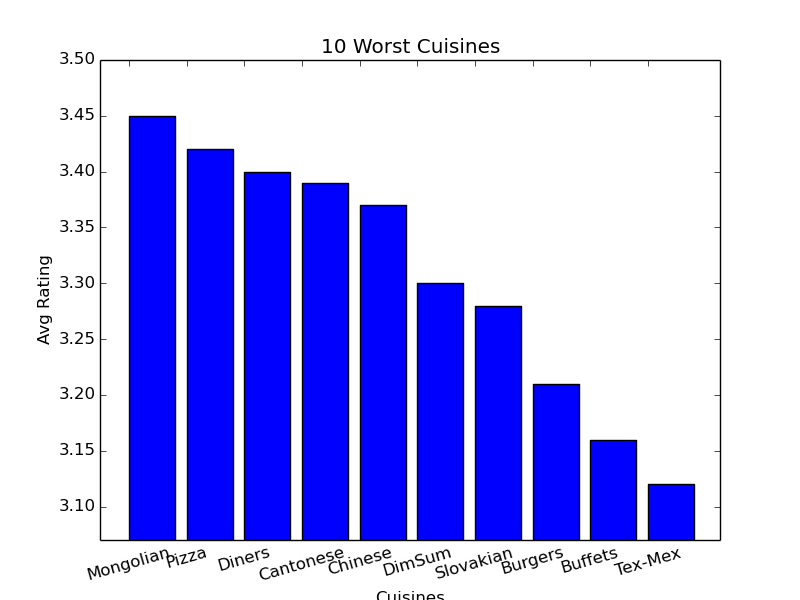 10 Worst Cuisines
3.50
3.45
3.40
3.35
3.30
3.25
3.20
3.15
3.10
Avg Rating
Mongolian
Pizza
Diners
Cantonese
Chinese
DimSum
Slovakian
Burgers
Buffets
Tex-Mex
Cuisines